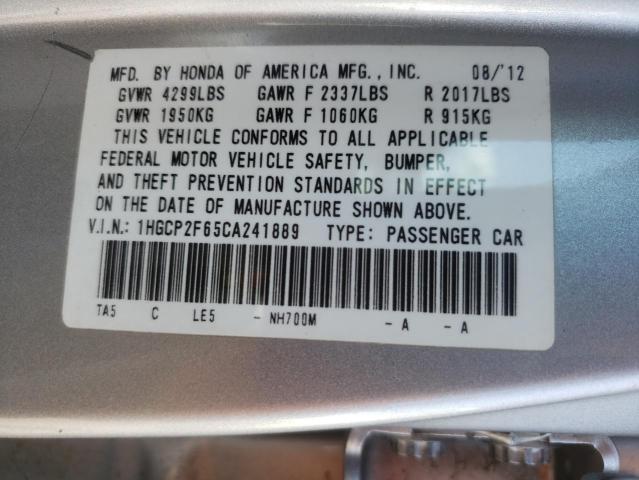 MFD. BY HONDA OF AMERICA MFG., INC. 08/'12
GVWR 4299LBS GAWR F 2337LBS R 2017LBS
GVWR 1950KG GAWR F 1060KG R 915KG
THIS VEHICLE CONFORMS TO ALL APPLICABLE
FEDERAL MOTOR VEHICLE SAFETY, BUMPER,
AND THEFT PREVENTION STANDARDS IN EFFECT
ON THE DATE OF MANUFACTURE SHOWN ABOVE.
V.I.N.: 1HGCP2F65CA241889 TYPE: PASSENGER CAR
TA5 C LE5 - NH700M - A - A